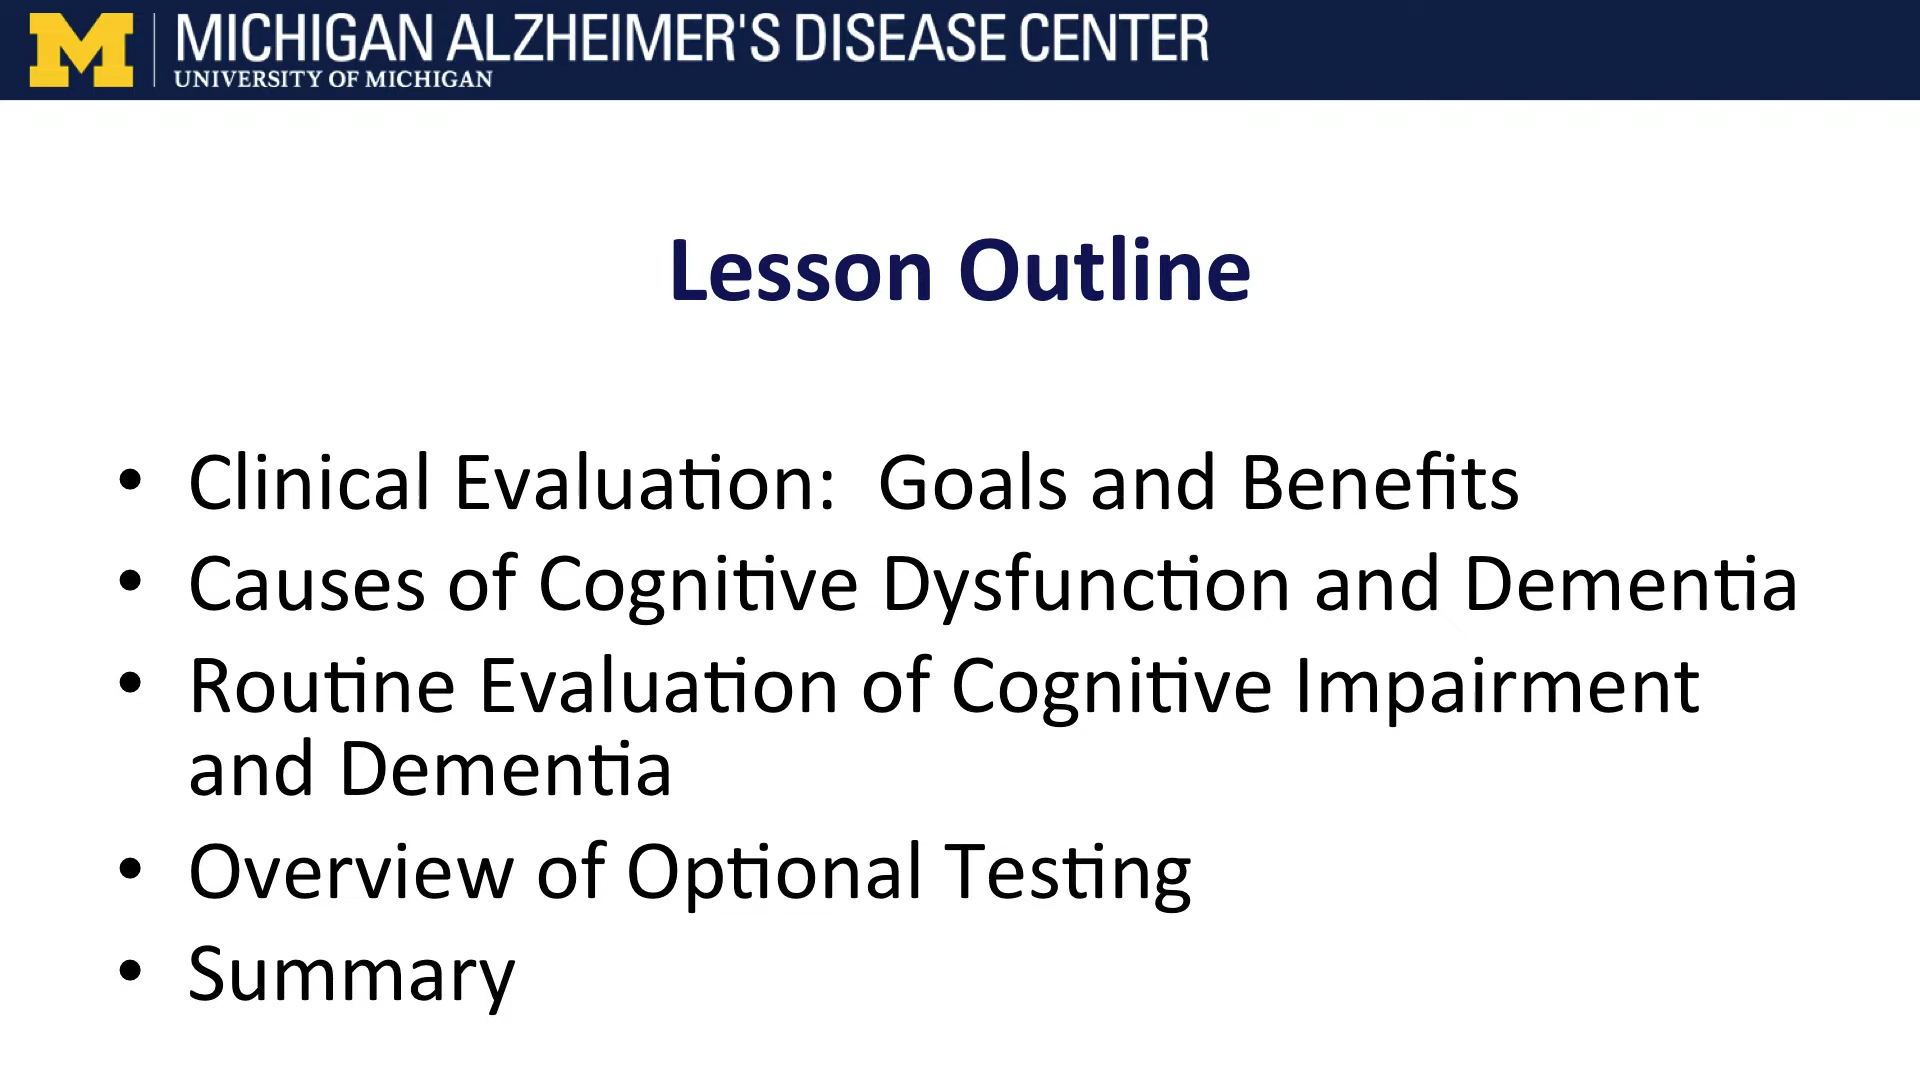 M
MICHIGAN ALZHEIMER'S DISEASE CENTER
UNIVERSITY OF MICHIGAN
Lesson Outline
• Clinical Evaluation:  Goals and Benefits
• Causes of Cognitive Dysfunction and Dementia
• Routine Evaluation of Cognitive Impairment
and Dementia
• Overview of Optional Testing
• Summary